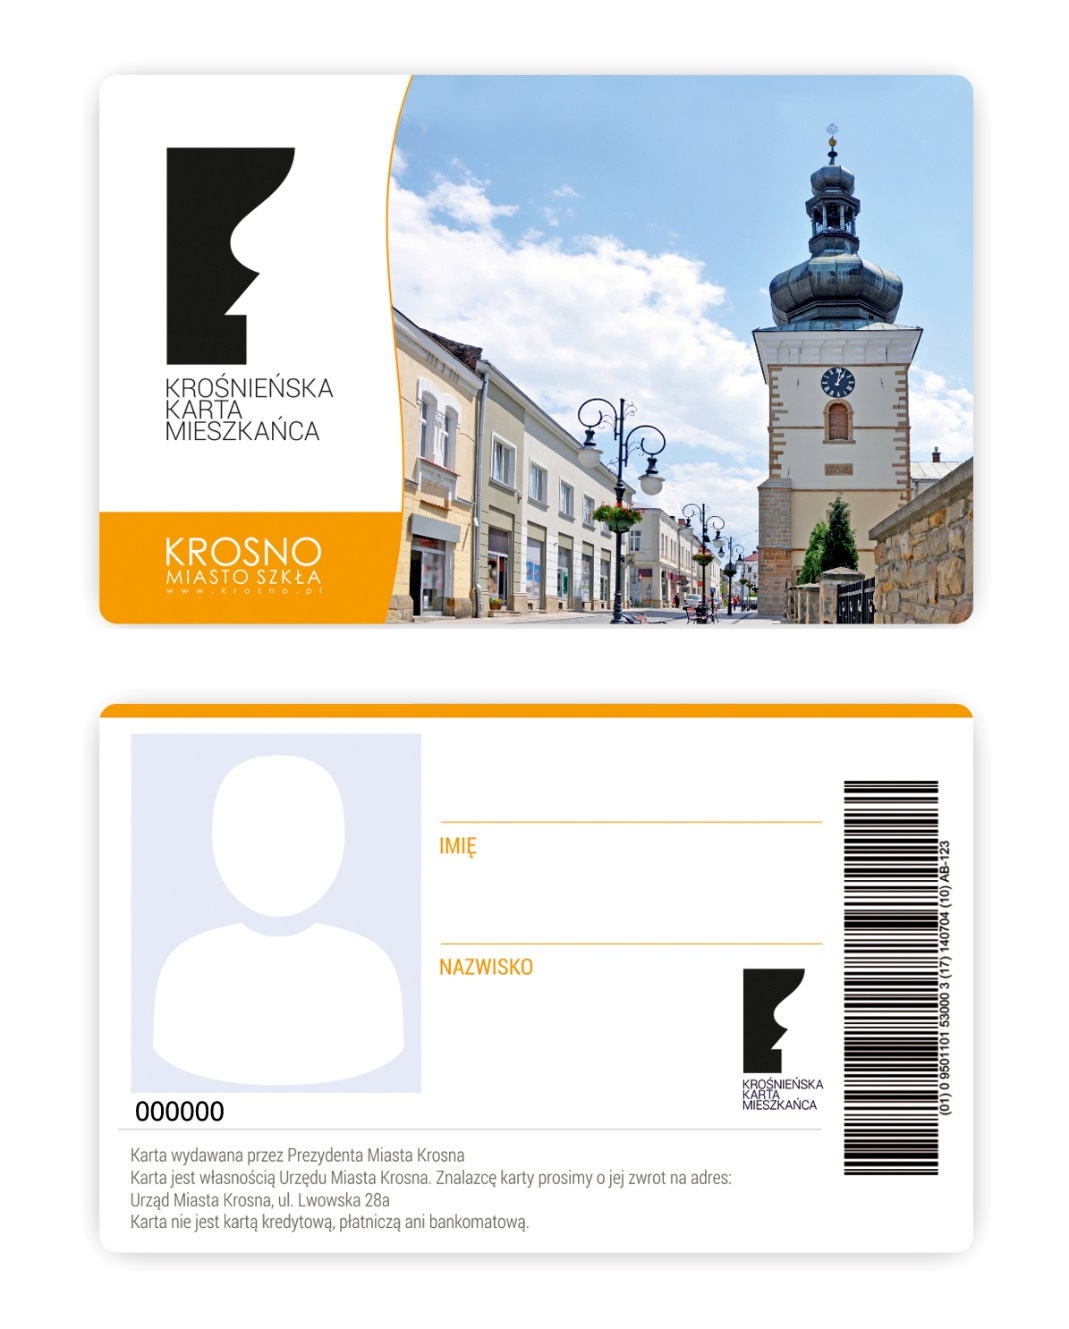 KROŚNIEŃSKA
KARTA
MIESZKAŃCA
KROSNO
MIASTO SZKŁA
www.krosno.pl
IMIĘ
NAZWISKO
KROŚNIEŃSKA
KARTA
MIESZKAŃCA
(01) 0 9501101 53000 3 (17) 140704 (10) AB-123
000000
Karta wydawana przez Prezydenta Miasta Krosna
Karta jest własnością Urzędu Miasta Krosna. Znalazcę karty prosimy o jej zwrot na adres:
Urząd Miasta Krosna, ul. Lwowska 28a
Karta nie jest kartą kredytową, płatniczą ani bankomatową.